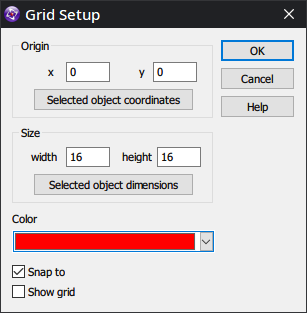 Grid Setup
Origin
x 0 y 0
Selected object coordinates
OK
Cancel
Help
Size
width 16 height 16
Selected object dimensions
Color
Snap to
Show grid